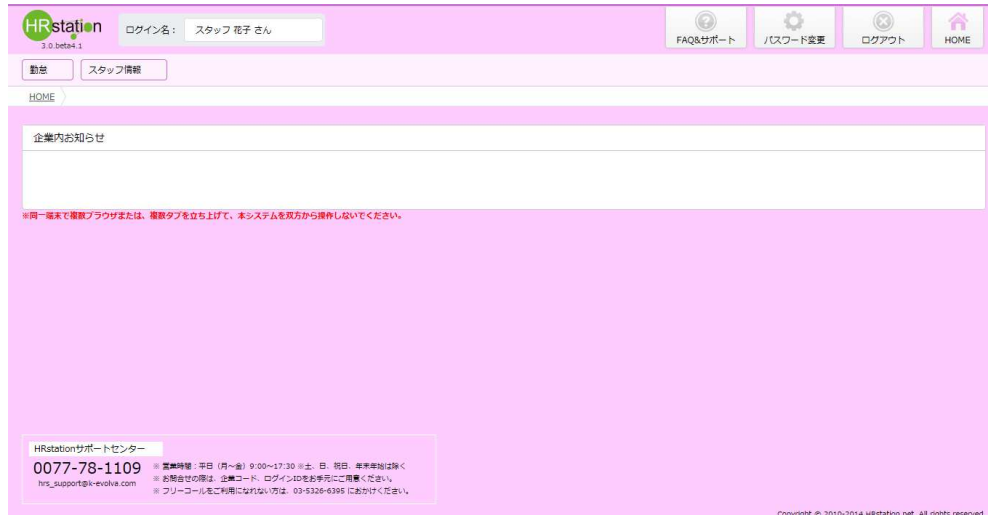 HRstation
3.0.beta4.1
ログイン名： スタッフ 花子 さん
FAQ&サポート
パスワード変更
ログアウト
HOME
勤怠
スタッフ情報
HOME
企業内お知らせ
※同一端末で複数ブラウザまたは、複数タブを立ち上げて、本システムを双方から操作しないでください。
HRstationサポートセンター
0077-78-1109
hrs_support@k-evolva.com
※ 営業時間：平日（月～金）9:00～17:30 ※土、日、祝日、年末年始は除く
※ お問合せの際は、企業コード、ログインIDをお手元にご用意ください。
※ フリーコールをご利用になれない方は、03-5326-6395 におかけください。
Copyright © 2010-2014 HRstation.net. All rights reserved